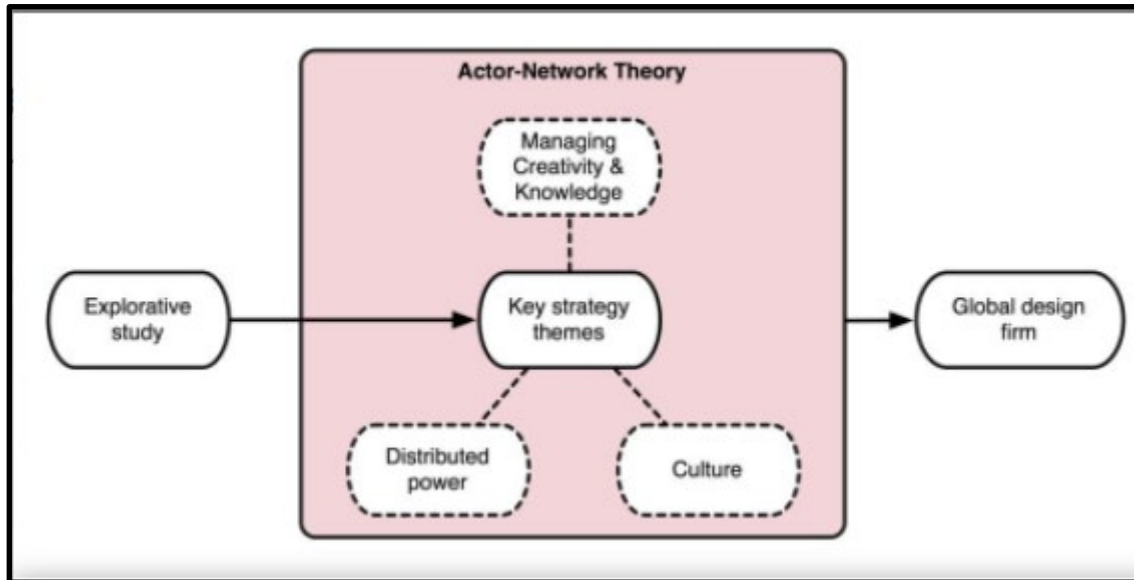 Actor-Network Theory
Managing
Creativity &
Knowledge
Explorative
study
Key strategy
themes
Global design
firm
Distributed
power
Culture